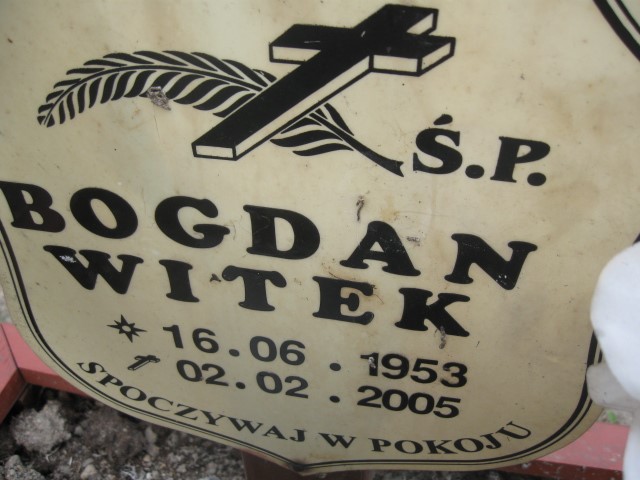 Ś.P.
BOGDAN
WITEK
16.06.1953
02.02.2005
SPOCZYWAJ W POKOJU